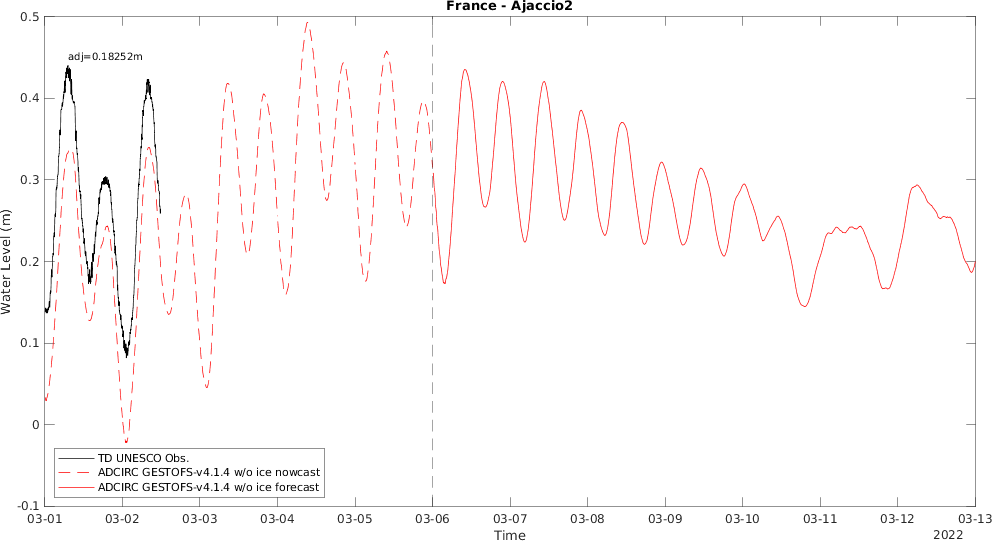 France - Ajaccio2
adj=0.18252m
0.5
0.4
0.3
0.2
0.1
0
-0.1
Water Level (m)
TD UNESCO Obs.
ADCIRC GESTOFS-v4.1.4 w/o ice nowcast
ADCIRC GESTOFS-v4.1.4 w/o ice forecast
03-01 03-02 03-03 03-04 03-05 03-06 03-07 03-08 03-09 03-10 03-11 03-12 03-13
Time
2022